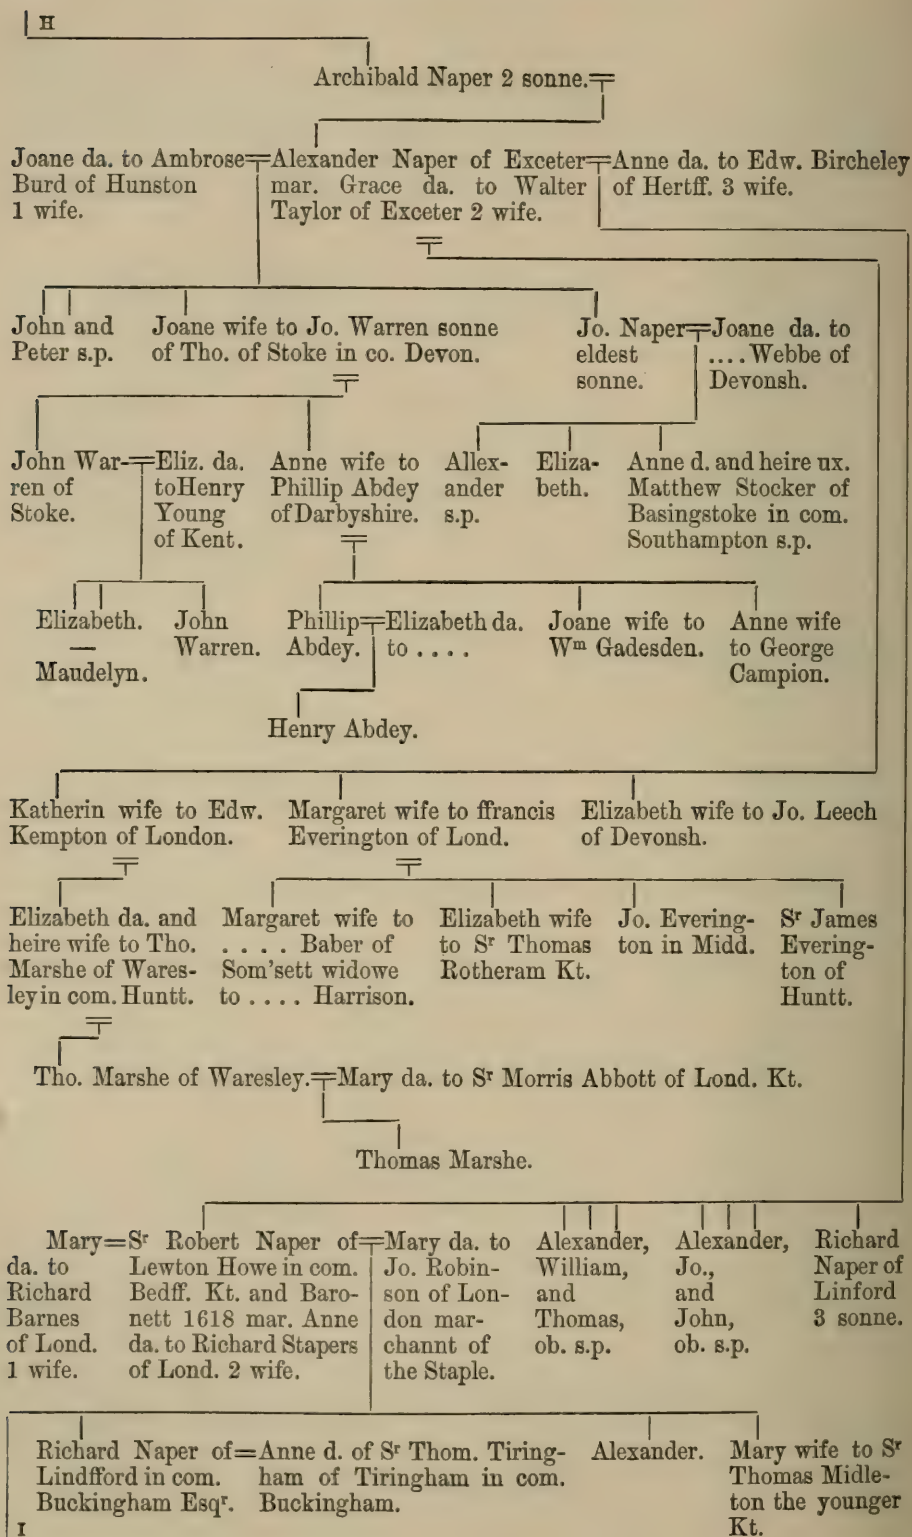 H
Archibald Naper 2 sonne.
Joane da. to Ambrose
Burd of Hunston
1 wife.
Alexander Naper of Exceter
mar. Grace da. to Walter
Taylor of Exceter 2 wife.
Anne da. to Edw. Bircheley
of Hertff. 3 wife.
John and
Peter s.p.
Joane wife to Jo. Warren sonne
of Tho. of Stoke in co. Devon.
Jo. Naper
eldest
sonne.
Joane da. to
....Webbe of
Devonsh.
John War-
ren of
Stoke.
Eliz. da.
toHenry
Young
of Kent.
Anne wife to
Phillip Abdey
ofDarbyshire.
Allex-
ander
s.p.
Eliza-
beth.
Anne d. and heire ux.
Matthew Stocker of
Basingstoke in com.
Southampton s.p.
Elizabeth.
—
Maudelyn.
John
Warren.
Phillip
Abdey.
Elizabeth da.
to ....
Joane wife to
Wᵐ Gadesden.
Anne wife
to George
Campion.
Henry Abdey.
Katherin wife to Edw.
Kempton of London.
Margaret wife to ffrancis
Everington of Lond.
Elizabeth wife to Jo. Leech
of Devonsh.
Elizabeth da. and
heire wife to Tho.
Marshe of Wares-
leyin com. Huntt.
Margaret wife to
.... Baber of
Som'sett widowe
to .... Harrison.
Elizabeth wife
to Sʳ Thomas
Rotheram Kt.
Jo. Evering-
ton in Midd.
Sʳ James
Evering-
ton of
Huntt.
Tho. Marshe of Waresley.
Mary da. to Sʳ Morris Abbott of Lond. Kt.
Thomas Marshe.
Mary
da. to
Richard
Barnes
of Lond.
1 wife.
Sʳ Robert Naper of
Lewton Howe in com.
Bedff. Kt. and Baro-
nett 1618 mar. Anne
da. to Richard Stapers
of Lond. 2 wife.
Mary da. to
Jo. Robin-
son of Lon-
don mar-
channt of
the Staple.
Alexander,
William,
and
Thomas,
ob. s.p.
Alexander,
Jo.,
and
John,
ob. s.p.
Richard
Naper of
Linford
3 sonne.
Richard Naper of
Lindfford in com.
Buckingham Esqʳ.
Anne d. of Sʳ Thom. Tiring-
ham of Tiringham in com.
Buckingham.
Alexander.
Mary wife to Sʳ
Thomas Midle-
ton the younger
Kt.
I